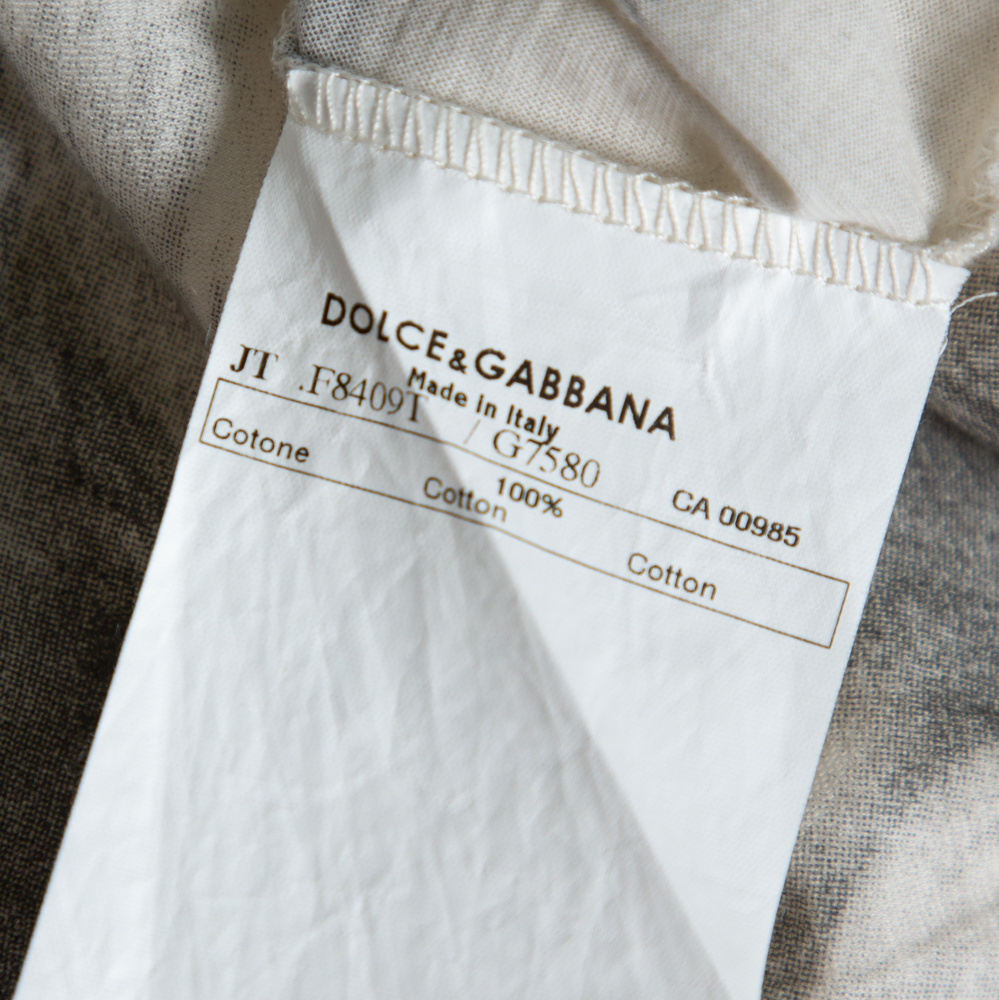 DOLCE&GABBANA
Made in Italy
JT .F8409T / G7580
CA 00985
100%
Cotone Cotton Cotton